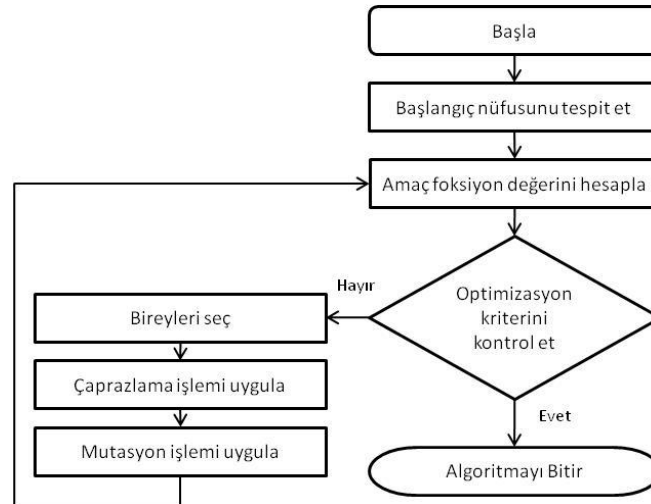 Başla
Başlangıç nüfusunu tespit et
Amaç foksiyon değerini hesapla
Optimizasyon
kriterini
kontrol et
Hayır
Bireyleri seç
Çaprazlama işlemi uygula
Mutasyon işlemi uygula
Evet
Algoritmayı Bitir